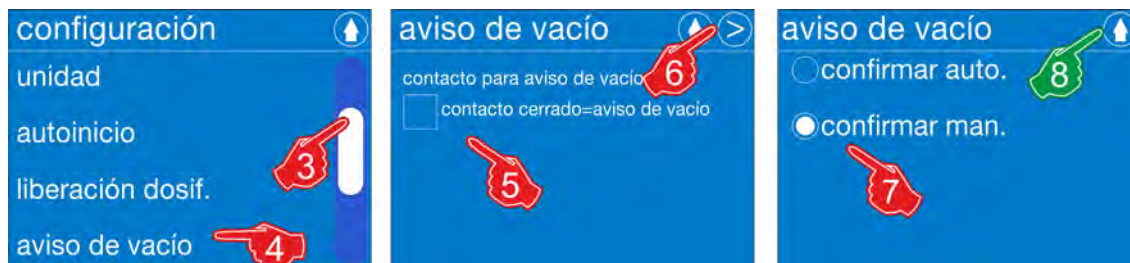 configuración
unidad
autoinicio
liberación dosif.
aviso de vacío
3
4
aviso de vacío
>
6
contacto para aviso de vacío
contacto cerrado=aviso de vacío
5
aviso de vacío
8
confirmar auto.
confirmar man.
7